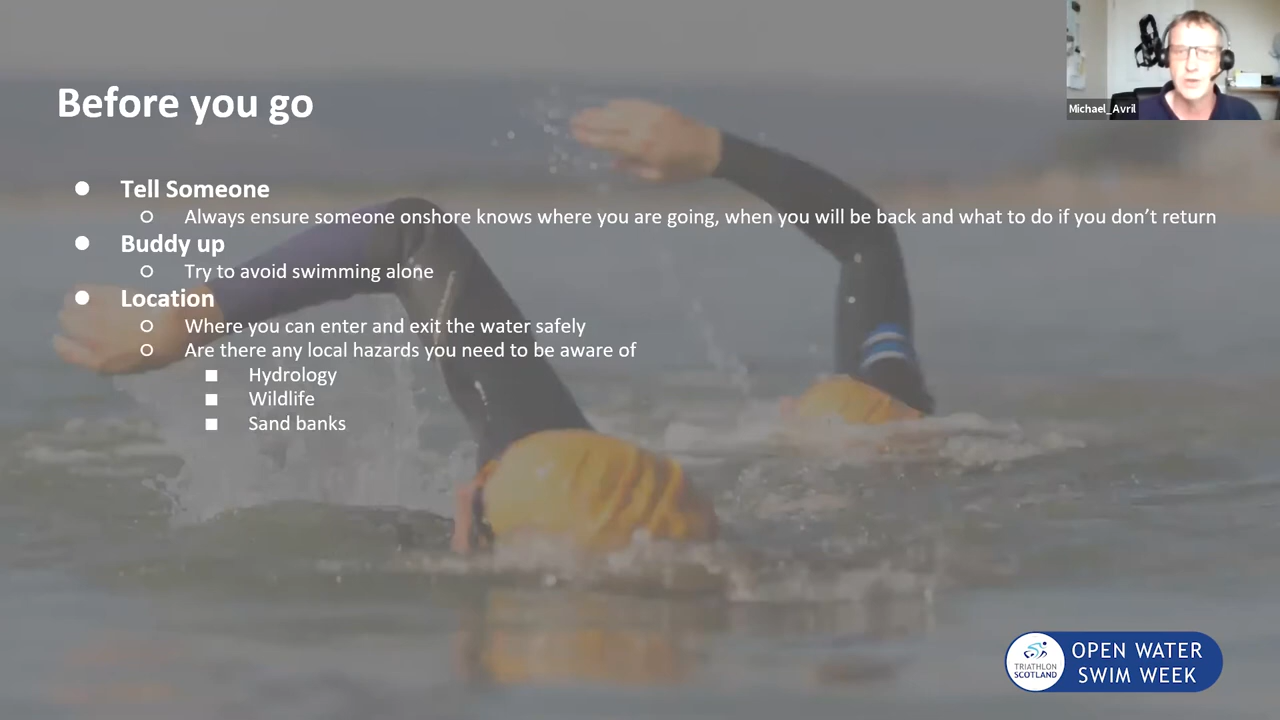 Michael_Avril
Before you go
Tell Someone
Always ensure someone onshore knows where you are going, when you will be back and what to do if you don’t return
Buddy up
Try to avoid swimming alone
Location
Where you can enter and exit the water safely
Are there any local hazards you need to be aware of
Hydrology
Wildlife
Sand banks
TRIATHLON
SCOTLAND
OPEN WATER
SWIM WEEK